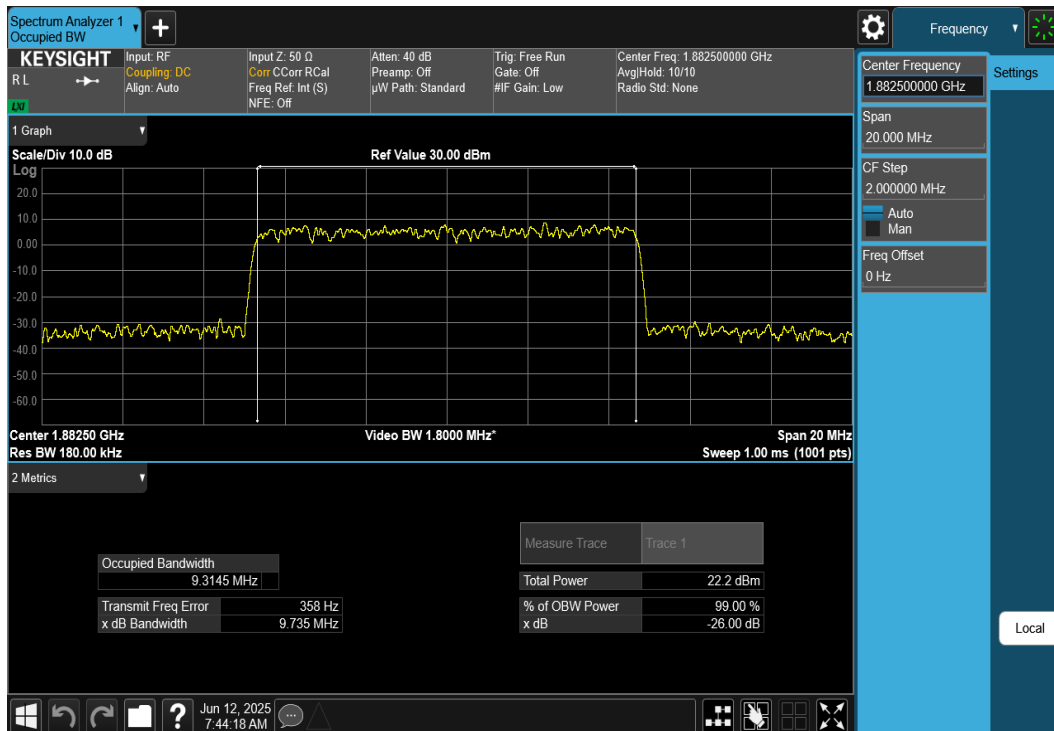 Spectrum Analyzer 1
Occupied BW
Frequency
KEYSIGHT
R L
LXI
Input: RF
Coupling: DC
Align: Auto
Input Z: 50 Ω
Corr CCorr RCal
Freq Ref: Int (S)
NFE: Off
Atten: 40 dB
Preamp: Off
µW Path: Standard
Trig: Free Run
Gate: Off
#IF Gain: Low
Center Freq: 1.882500000 GHz
Avg|Hold: 10/10
Radio Std: None
Center Frequency
1.882500000 GHz
Settings
Span
20.000 MHz
CF Step
2.000000 MHz
Auto
Man
Freq Offset
0 Hz
Local
1 Graph
Scale/Div 10.0 dB
Ref Value 30.00 dBm
Log
20.0
10.0
0.00
-10.0
-20.0
-30.0
-40.0
-50.0
-60.0
Center 1.88250 GHz
Video BW 1.8000 MHz*
Span 20 MHz
Res BW 180.00 kHz
Sweep 1.00 ms (1001 pts)
2 Metrics
Measure Trace
Trace 1
Occupied Bandwidth
9.3145 MHz
Total Power 22.2 dBm
Transmit Freq Error 358 Hz
% of OBW Power 99.00 %
x dB Bandwidth 9.735 MHz
x dB -26.00 dB
Jun 12, 2025
7:44:18 AM